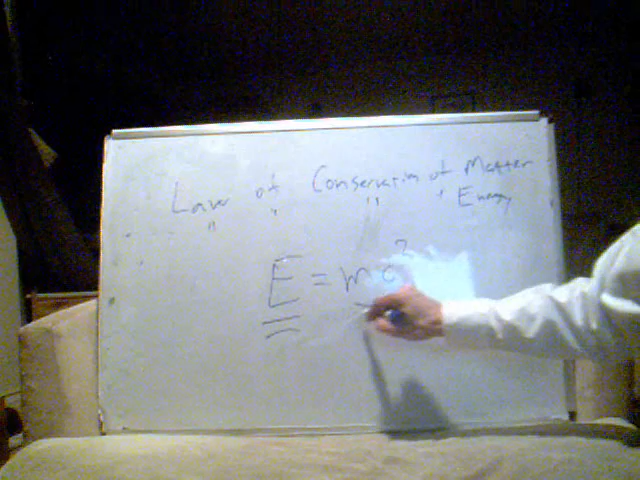 Law of Conservation of Matter
" " " " Energy
E = mc²